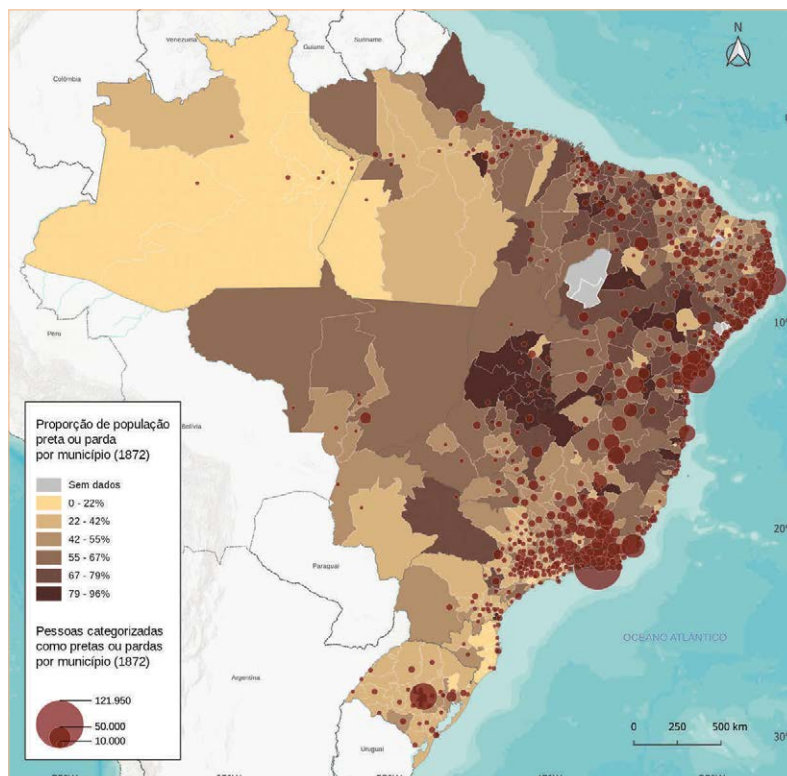 N
Venezuela
Guiane
Suriname
Colômbia
Peru
10°
Bolívia
Proporção de população
preta ou parda
por município (1872)
Sem dados
0 - 22%
22 - 42%
42 - 55%
55 - 67%
67 - 79%
79 - 96%
20°
Paraguai
Pessoas categorizadas
como pretas ou pardas
por município (1872)
OCEANO ATLÂNTICO
Argentina
121.950
50.000
10.000
0 250 500 km
Uruguai
30°